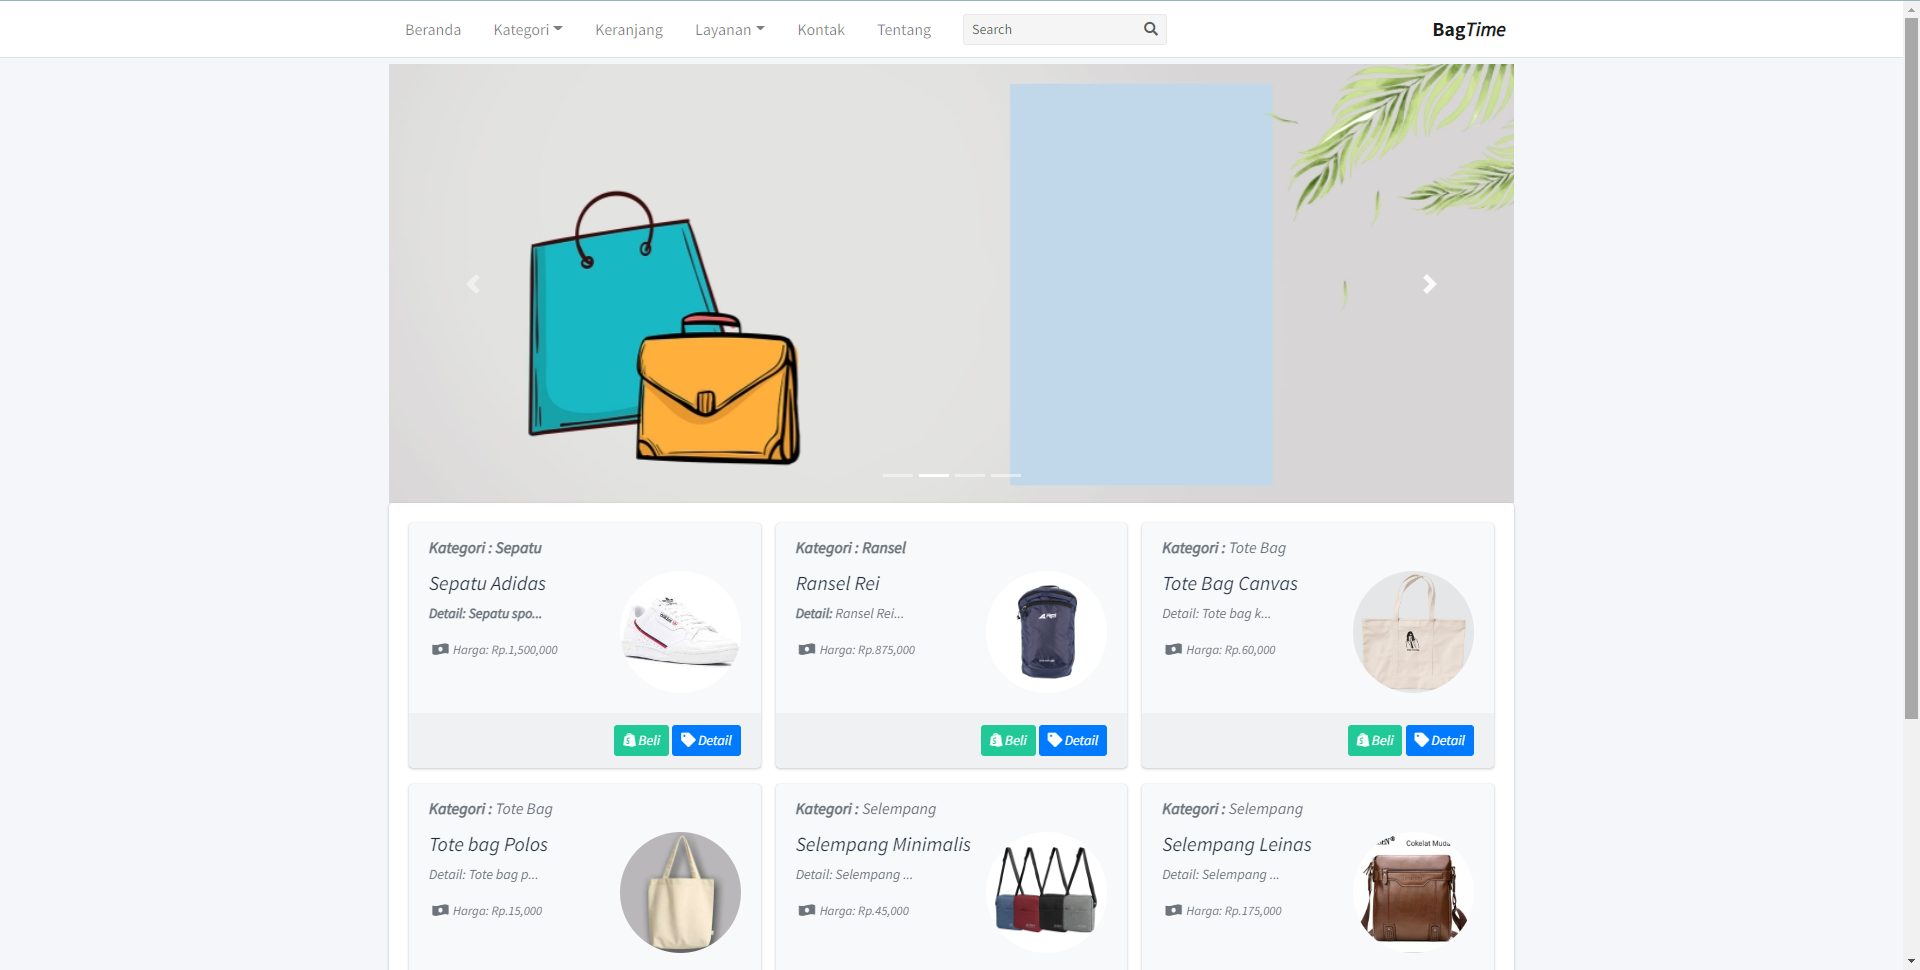 Beranda Kategori Keranjang Layanan Kontak Tentang Search BagTime
Kategori : Sepatu
Sepatu Adidas
Detail: Sepatu spo...
Harga: Rp.1,500,000
Beli Detail
Kategori : Ransel
Ransel Rei
Detail: Ransel Rei...
Harga: Rp.875,000
Beli Detail
Kategori : Tote Bag
Tote Bag Canvas
Detail: Tote bag k...
Harga: Rp.60,000
Beli Detail
Kategori : Tote Bag
Tote bag Polos
Detail: Tote bag p...
Harga: Rp.15,000
Kategori : Selempang
Selempang Minimalis
Detail: Selempang ...
Harga: Rp.45,000
Kategori : Selempang
Selempang Leinas
Detail: Selempang ...
Harga: Rp.175,000
Cokelat Muda